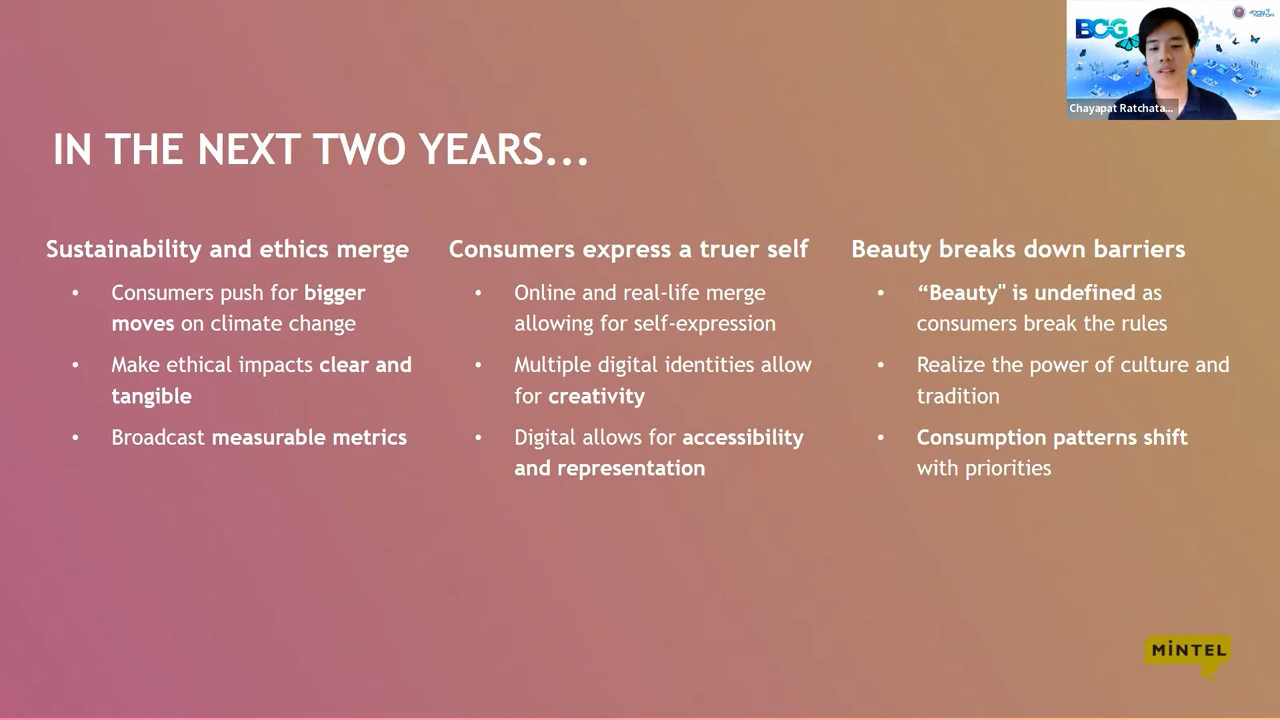 BCG
Chayapat Ratchata...
IN THE NEXT TWO YEARS...
Sustainability and ethics merge
• Consumers push for bigger
moves on climate change
• Make ethical impacts clear and
tangible
• Broadcast measurable metrics
Consumers express a truer self
• Online and real-life merge
allowing for self-expression
• Multiple digital identities allow
for creativity
• Digital allows for accessibility
and representation
Beauty breaks down barriers
• “Beauty" is undefined as
consumers break the rules
• Realize the power of culture and
tradition
• Consumption patterns shift
with priorities
MiNTEL